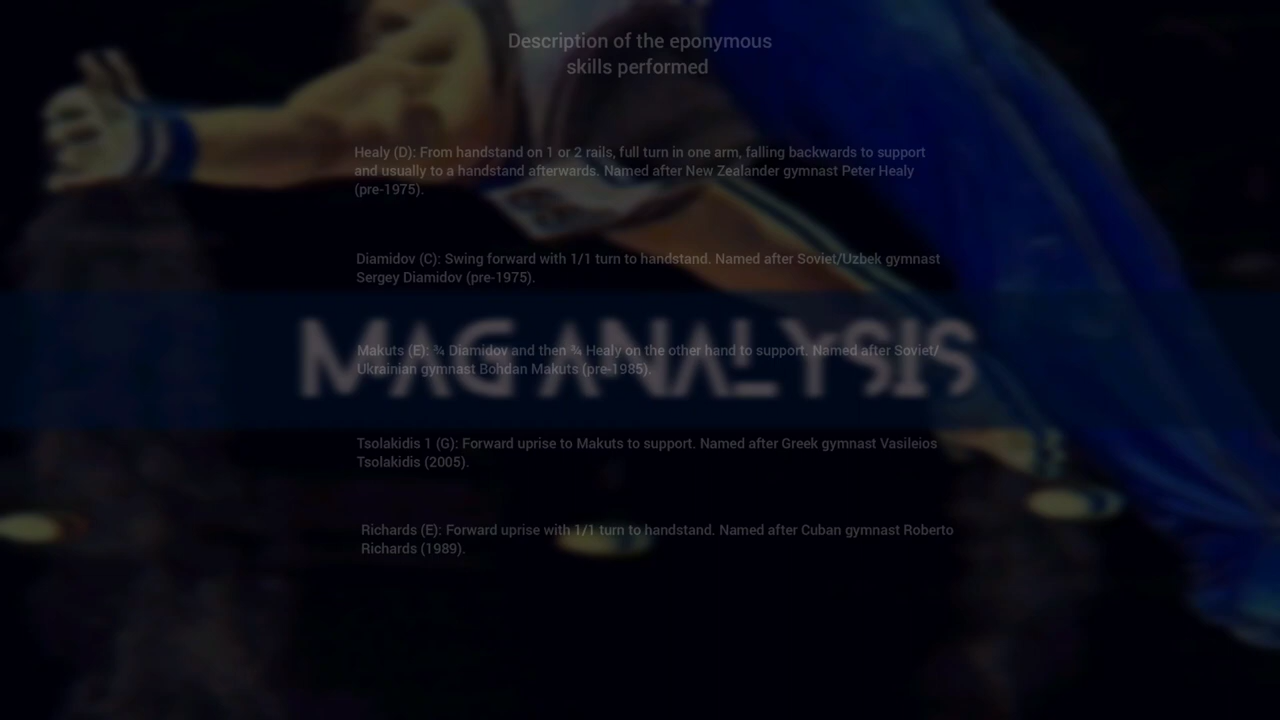 Description of the eponymous
skills performed
Healy (D): From handstand on 1 or 2 rails, full turn in one arm, falling backwards to support
and usually to a handstand afterwards. Named after New Zealander gymnast Peter Healy
(pre-1975).
Diamidov (C): Swing forward with 1/1 turn to handstand. Named after Soviet/Uzbek gymnast
Sergey Diamidov (pre-1975).
MAG ANALYSIS
Makuts (E): ¾ Diamidov and then ¾ Healy on the other hand to support. Named after Soviet/
Ukrainian gymnast Bohdan Makuts (pre-1985).
Tsolakidis 1 (G): Forward uprise to Makuts to support. Named after Greek gymnast Vasileios
Tsolakidis (2005).
Richards (E): Forward uprise with 1/1 turn to handstand. Named after Cuban gymnast Roberto
Richards (1989).